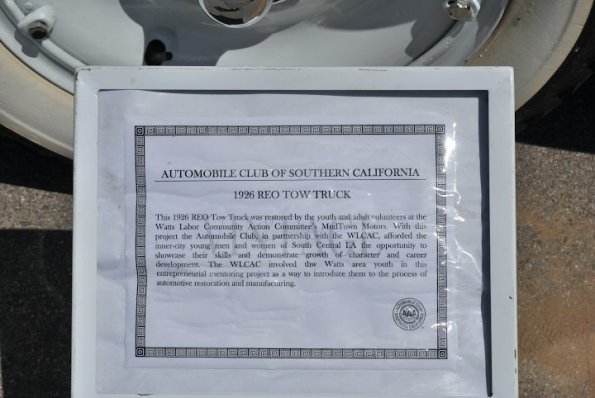 AUTOMOBILE CLUB OF SOUTHERN CALIFORNIA
1926 REO TOW TRUCK
This 1926 REO Tow Truck was restored by the youth and adult volunteers at the
Watts Labor Community Action Committee's MudTown Motors. With this
project the Automobile Club, in partnership with the WLCAC, afforded the
inner-city young men and women of South Central LA the opportunity to
showcase their skills and demonstrate growth of character and career
development. The WLCAC involved thw Watts area youth in this
entrepreneurial mentoring project as a way to introduce them to the process of
automotive restoration and manufacturing.
AAA